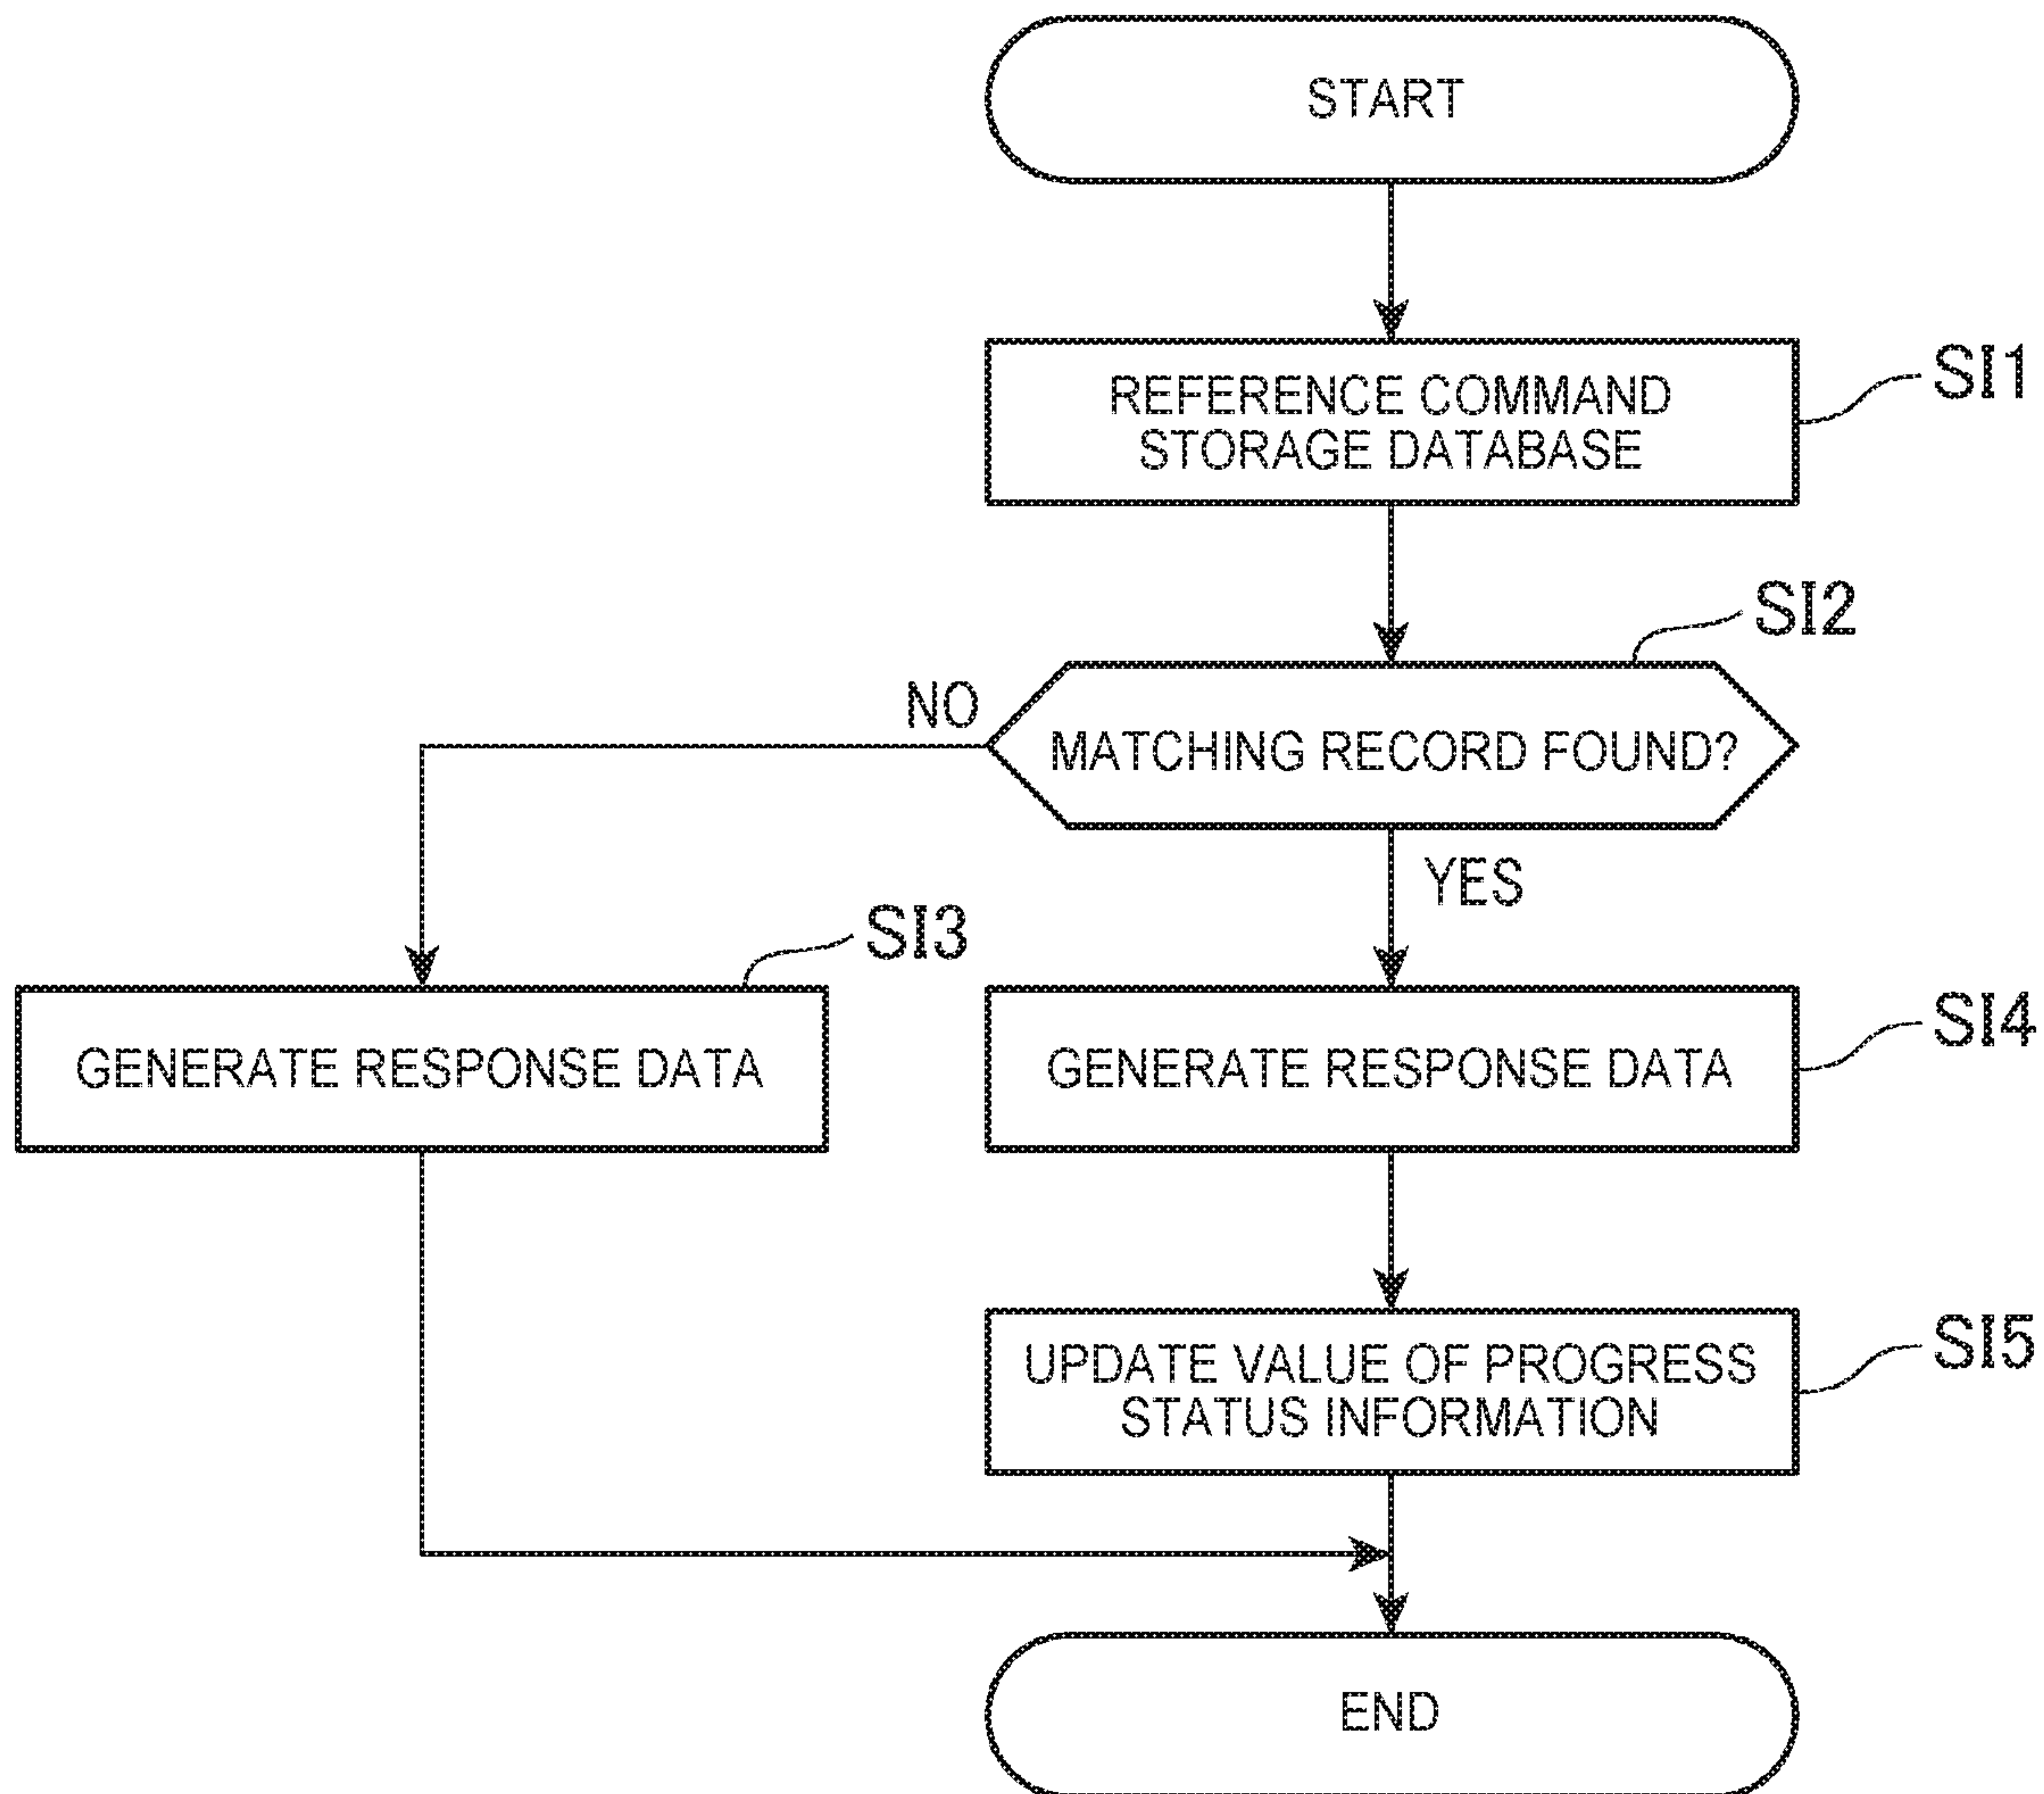 START
REFERENCE COMMAND
STORAGE DATABASE
SI1
SI2
NO
MATCHING RECORD FOUND?
YES
SI3
GENERATE RESPONSE DATA
GENERATE RESPONSE DATA
SI4
UPDATE VALUE OF PROGRESS
STATUS INFORMATION
SI5
END